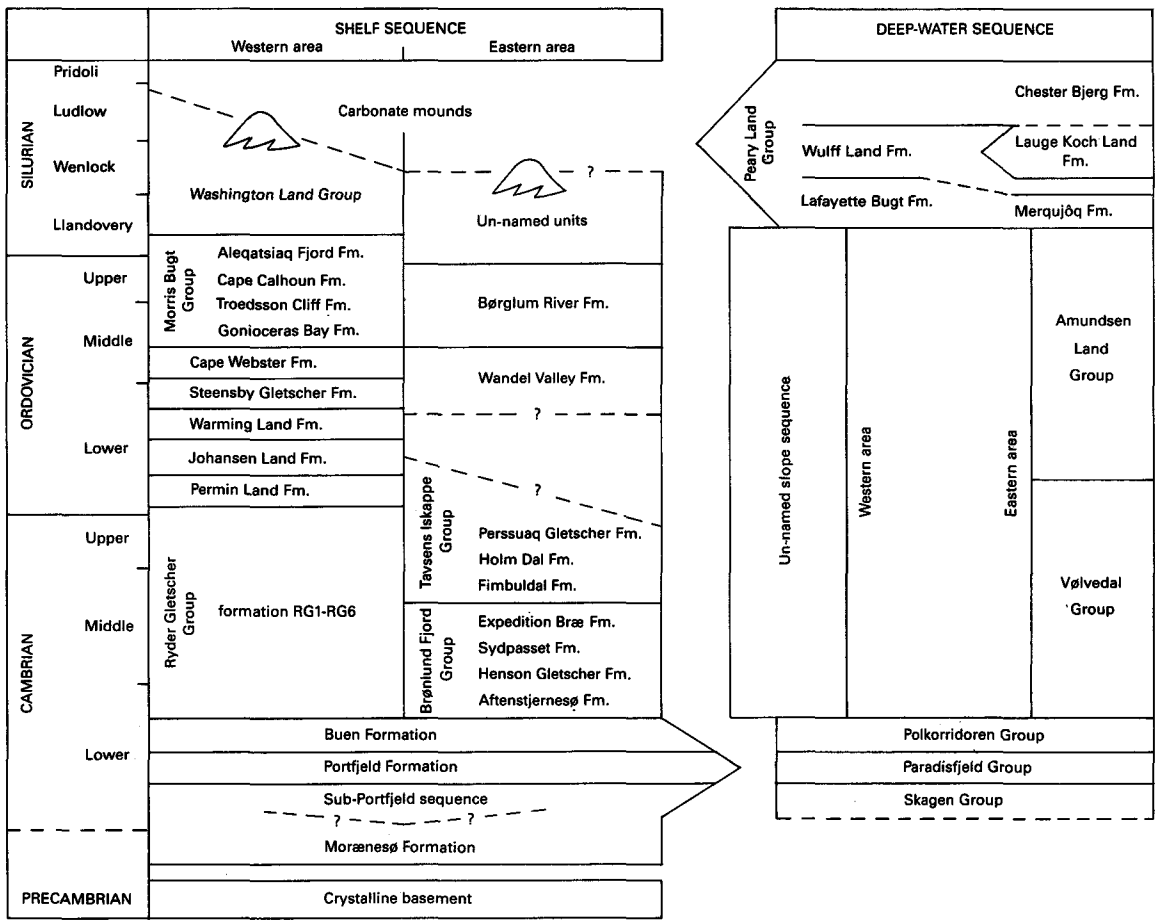 SHELF SEQUENCE
Western area
Eastern area
DEEP-WATER SEQUENCE
SILURIAN
Pridoli
Ludlow
Wenlock
Llandovery
ORDOVICIAN
Upper
Middle
Lower
CAMBRIAN
Upper
Middle
Lower
PRECAMBRIAN
Carbonate mounds
Washington Land Group
Morris Bugt
Group
Aleqatsiaq Fjord Fm.
Cape Calhoun Fm.
Troedsson Cliff Fm.
Gonioceras Bay Fm.
Cape Webster Fm.
Steensby Gletscher Fm.
Warming Land Fm.
Johansen Land Fm.
Permin Land Fm.
Ryder Gletscher
Group
formation RG1-RG6
?
Un-named units
Børglum River Fm.
Wandel Valley Fm.
?
?
Tavsens Iskappe
Group
Perssuaq Gletscher Fm.
Holm Dal Fm.
Fimbuldal Fm.
Brønlund Fjord
Group
Expedition Bræ Fm.
Sydpasset Fm.
Henson Gletscher Fm.
Aftenstjernesø Fm.
Buen Formation
Portfjeld Formation
Sub-Portfjeld sequence
? ?
Morænesø Formation
Crystalline basement
Peary Land
Group
Chester Bjerg Fm.
Wulff Land Fm.
Lauge Koch Land
Fm.
Lafayette Bugt Fm.
Merqujôq Fm.
Un-named slope sequence
Western area
Eastern area
Amundsen
Land
Group
Vølvedal
Group
Polkorridoren Group
Paradisfjeld Group
Skagen Group